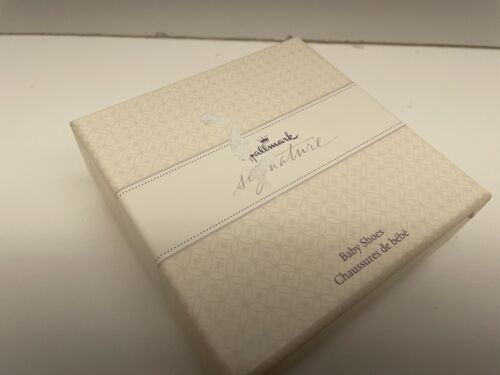 Hallmark
signature
Baby Shoes
Chaussures de bébé